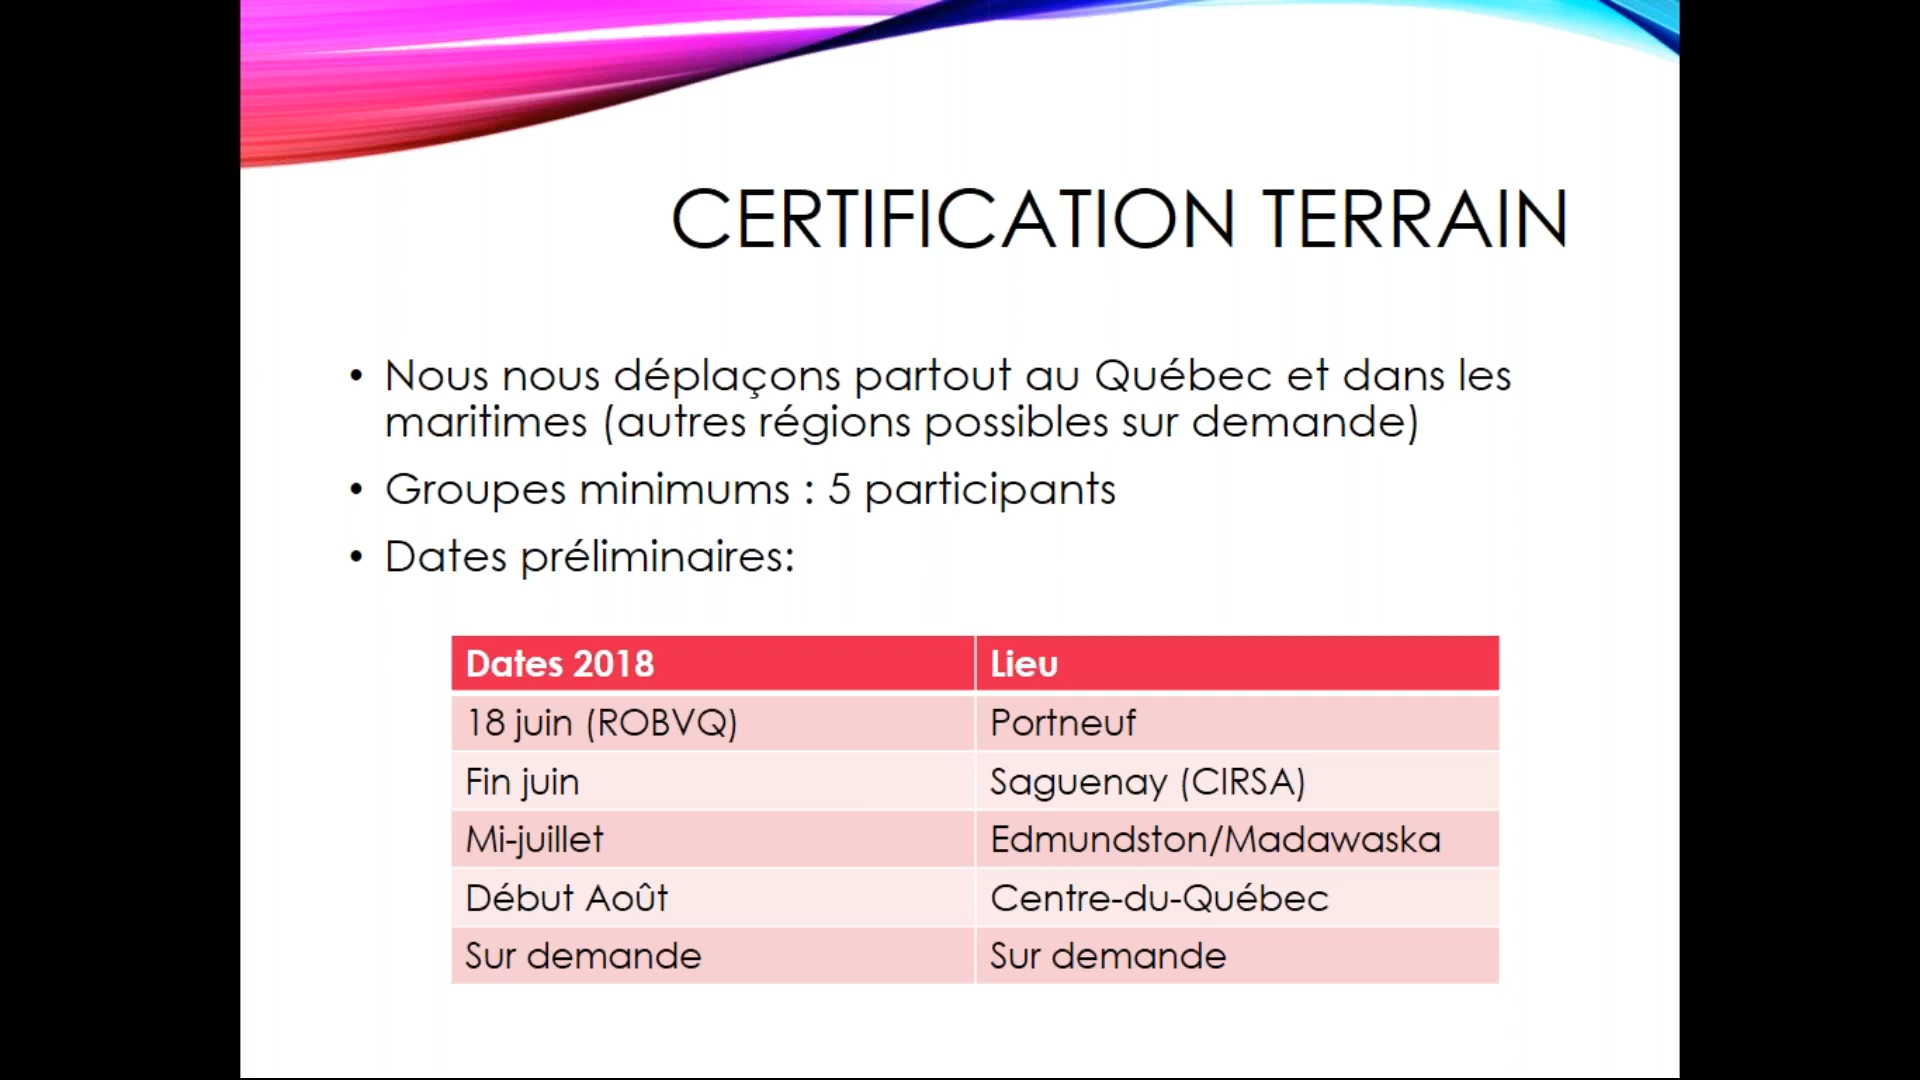 CERTIFICATION TERRAIN
• Nous nous déplaçons partout au Québec et dans les
maritimes (autres régions possibles sur demande)
• Groupes minimums : 5 participants
• Dates préliminaires:
Dates 2018 Lieu
18 juin (ROBVQ) Portneuf
Fin juin Saguenay (CIRSA)
Mi-juillet Edmundston/Madawaska
Début Août Centre-du-Québec
Sur demande Sur demande